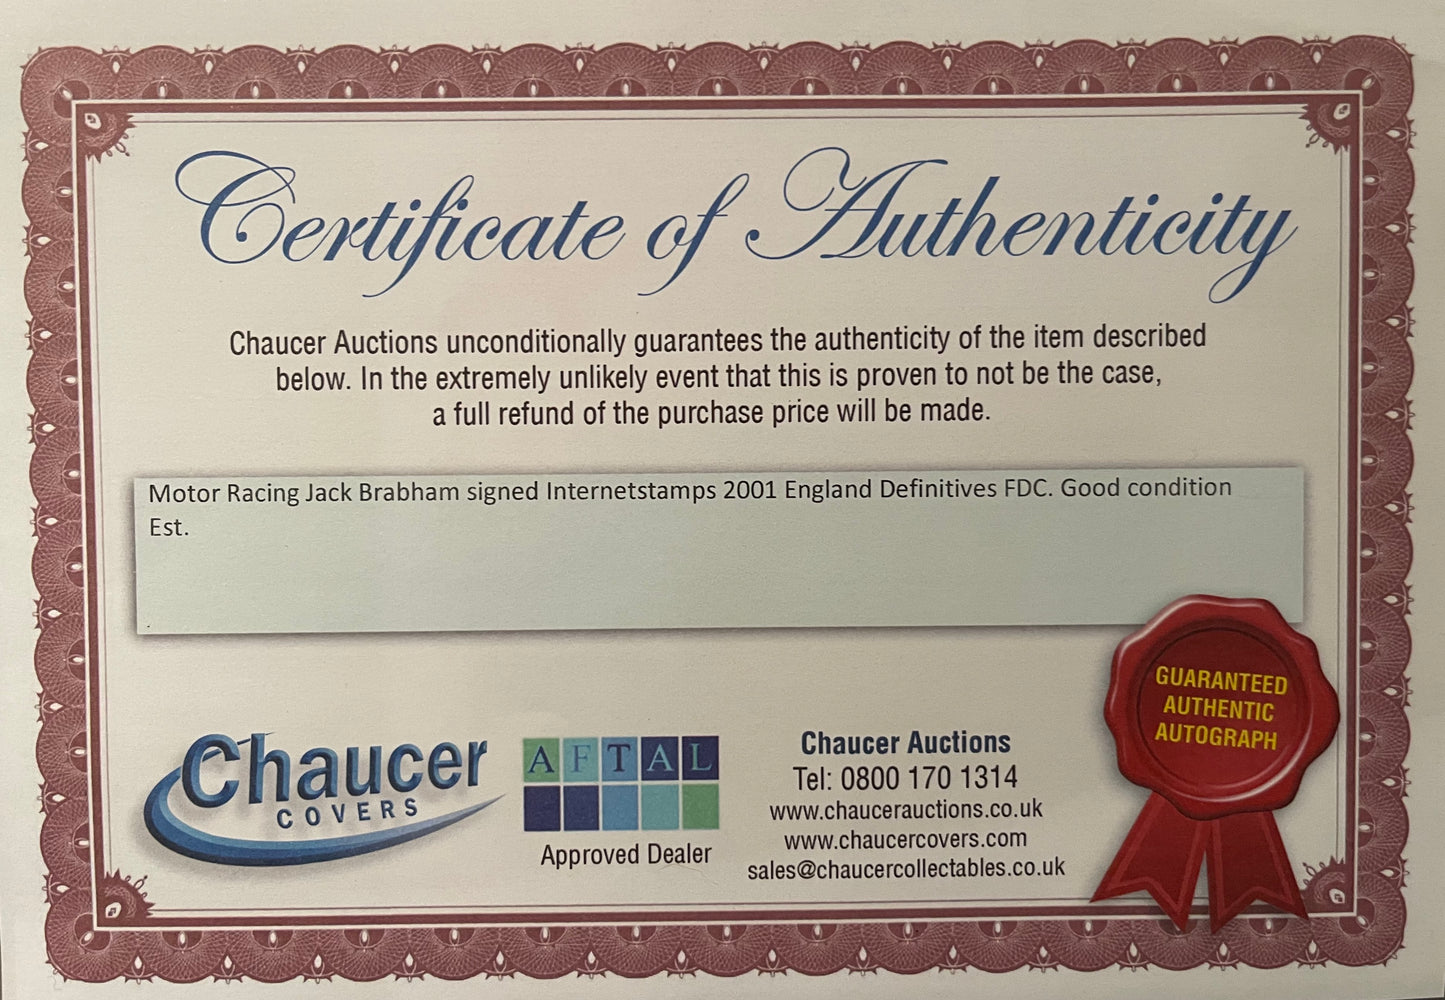 Certificate of Authenticity
Chaucer Auctions unconditionally guarantees the authenticity of the item described
below. In the extremely unlikely event that this is proven to not be the case,
a full refund of the purchase price will be made.
Motor Racing Jack Brabham signed Internetstamps 2001 England Definitives FDC. Good condition
Est.
GUARANTEED
AUTHENTIC
AUTOGRAPH
Chaucer
COVERS
AFTAL
Approved Dealer
Chaucer Auctions
Tel: 0800 170 1314
www.chaucerauctions.co.uk
www.chaucercovers.com
sales@chaucercollectables.co.uk